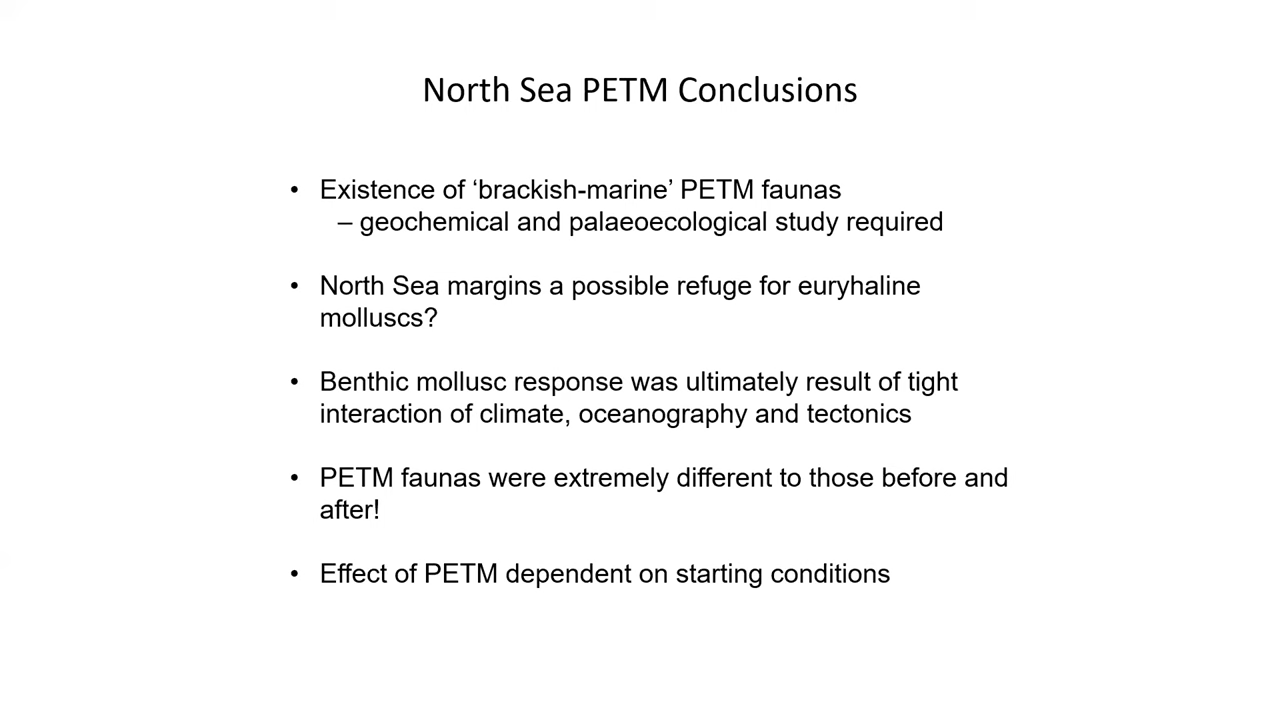 North Sea PETM Conclusions
• Existence of ‘brackish-marine’ PETM faunas
– geochemical and palaeoecological study required
• North Sea margins a possible refuge for euryhaline
molluscs?
• Benthic mollusc response was ultimately result of tight
interaction of climate, oceanography and tectonics
• PETM faunas were extremely different to those before and
after!
• Effect of PETM dependent on starting conditions